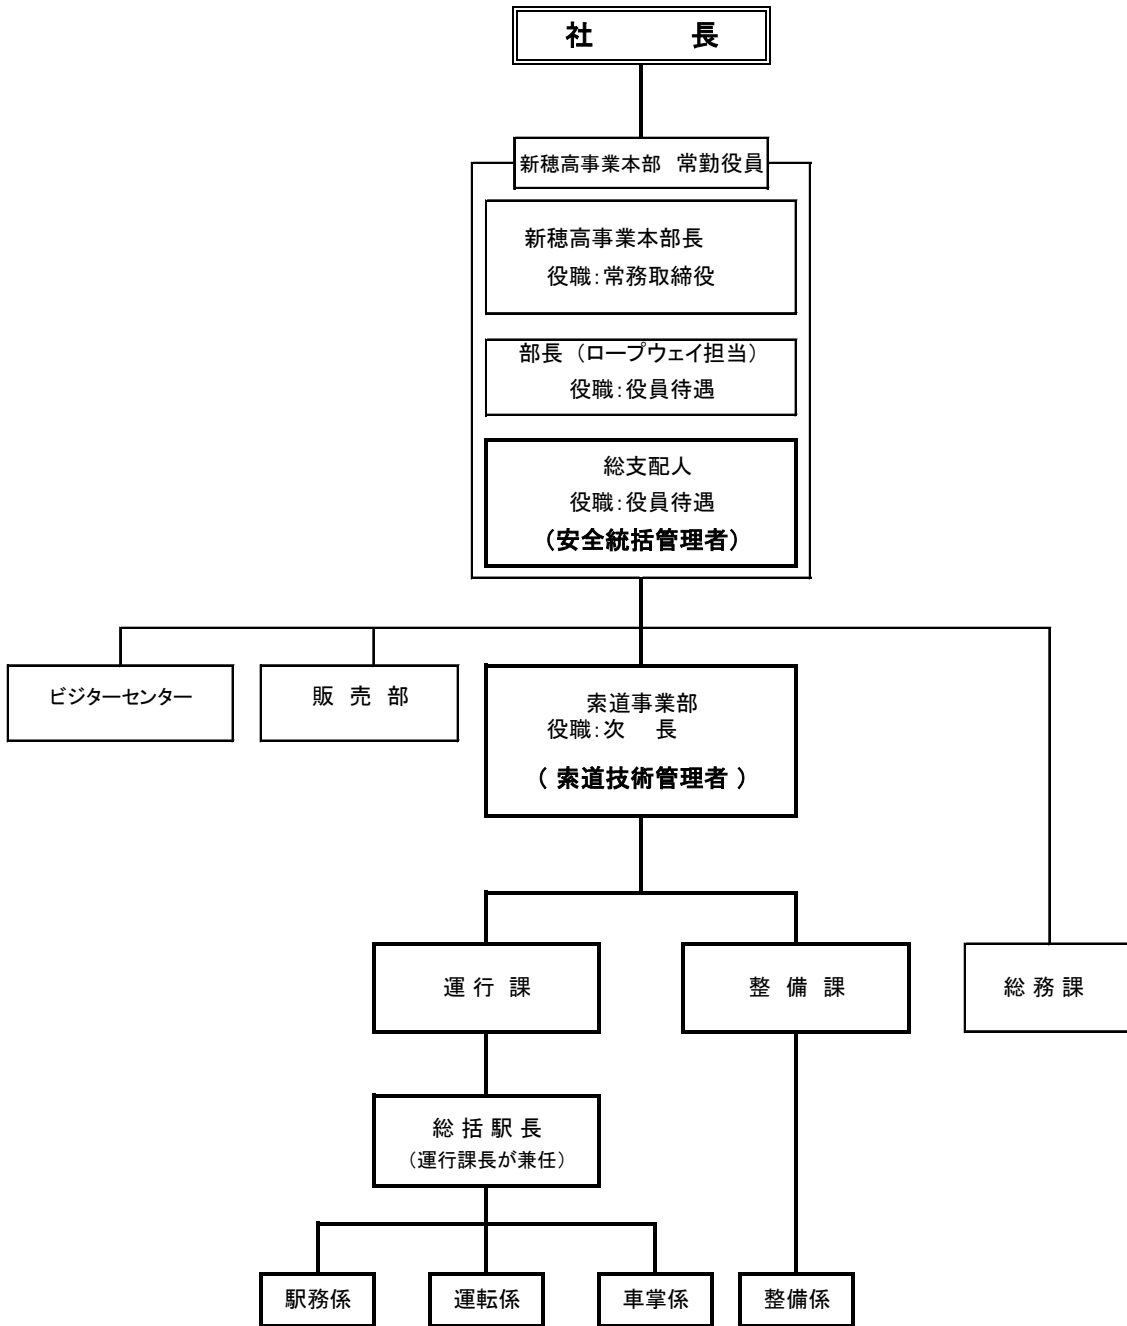 社　　　長
新穂高事業本部　常勤役員
新穂高事業本部長
役職：常務取締役
部長（ロープウェイ担当）
役職：役員待遇
総支配人
役職：役員待遇
（安全統括管理者）
ビジターセンター
販　売　部
索道事業部
役職：次　長
（ 索道技術管理者 ）
運 行 課
整　備　課
総 務 課
総 括 駅 長
（運行課長が兼任）
駅務係
運転係
車掌係
整備係